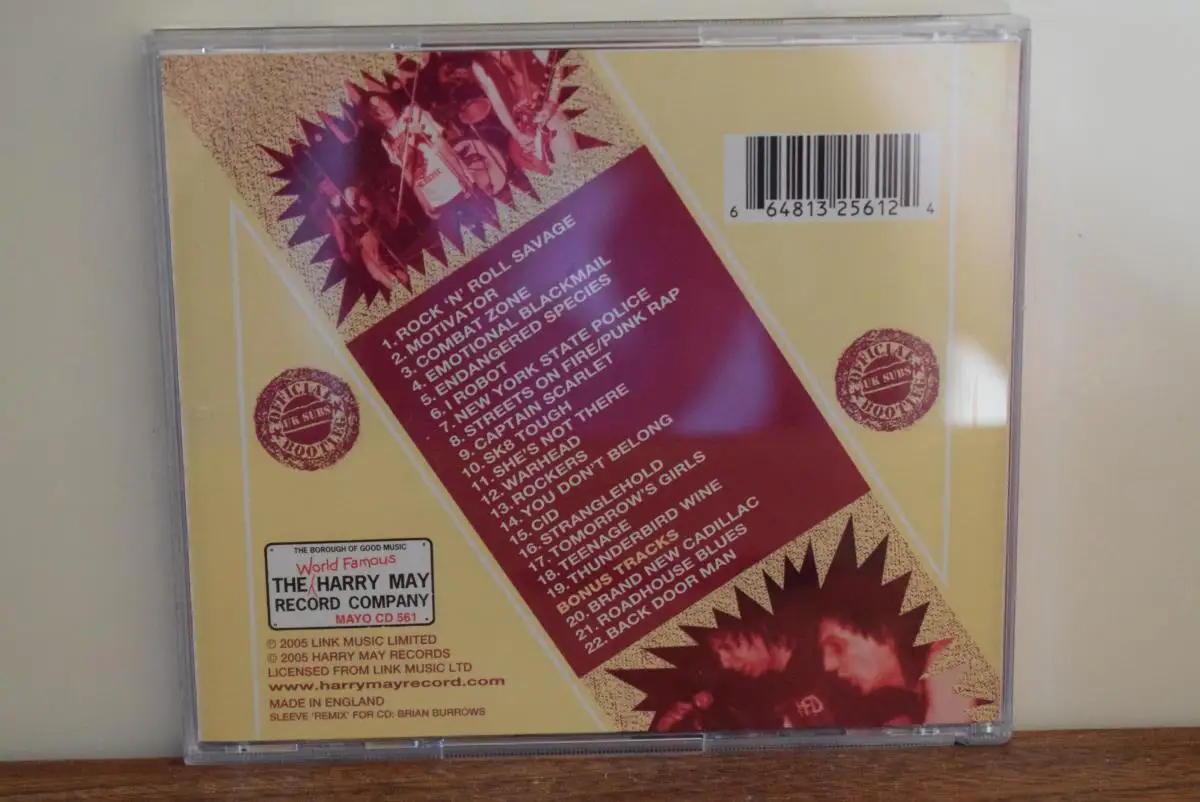 1. ROCK 'N' ROLL SAVAGE
2. MOTIVATOR
3. COMBAT ZONE
4. EMOTIONAL BLACKMAIL
5. ENDANGERED SPECIES
6. 1 ROBOT
7. NEW YORK STATE POLICE
8. STREETS ON FIRE/PUNK RAP
9. CAPTAIN SCARLET
10. SK8 TOUGH
11. SHE'S NOT THERE
12. WARHEAD
13. ROCKERS
14. YOU DON'T BELONG
15. CID
16. STRANGLEHOLD
17. TOMORROW'S GIRLS
18. TEENAGE
19. THUNDERBIRD WINE
BONUS TRACKS
20. BRAND NEW CADILLAC
21. ROADHOUSE BLUES
22. BACK DOOR MAN
6 64813 25612 4
OFFICIAL
UK SUBS
BOOTLEG
OFFICIAL
UK SUBS
BOOTLEG
THE BOROUGH OF GOOD MUSIC
World Famous
THE HARRY MAY
RECORD COMPANY
MAYO CD 561
℗ 2005 LINK MUSIC LIMITED
© 2005 HARRY MAY RECORDS
LICENSED FROM LINK MUSIC LTD
www.harrymayrecord.com
MADE IN ENGLAND
SLEEVE 'REMIX' FOR CD: BRIAN BURROWS